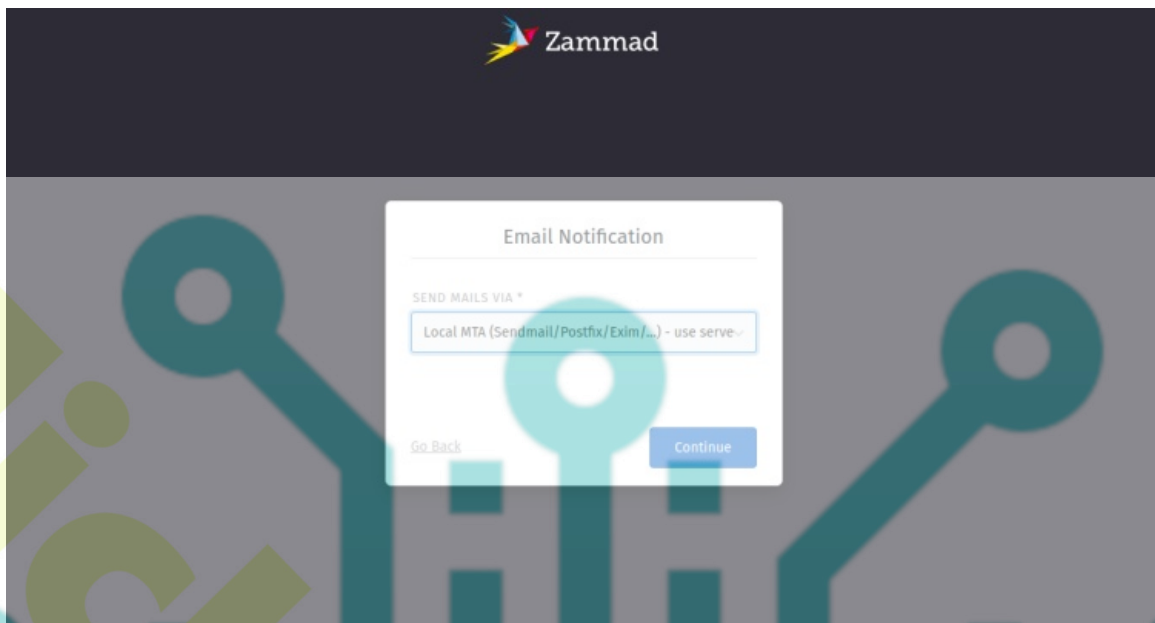 Zammad
Email Notification
SEND MAILS VIA *
Local MTA (Sendmail/Postfix/Exim/...) - use serve
Go Back
Continue